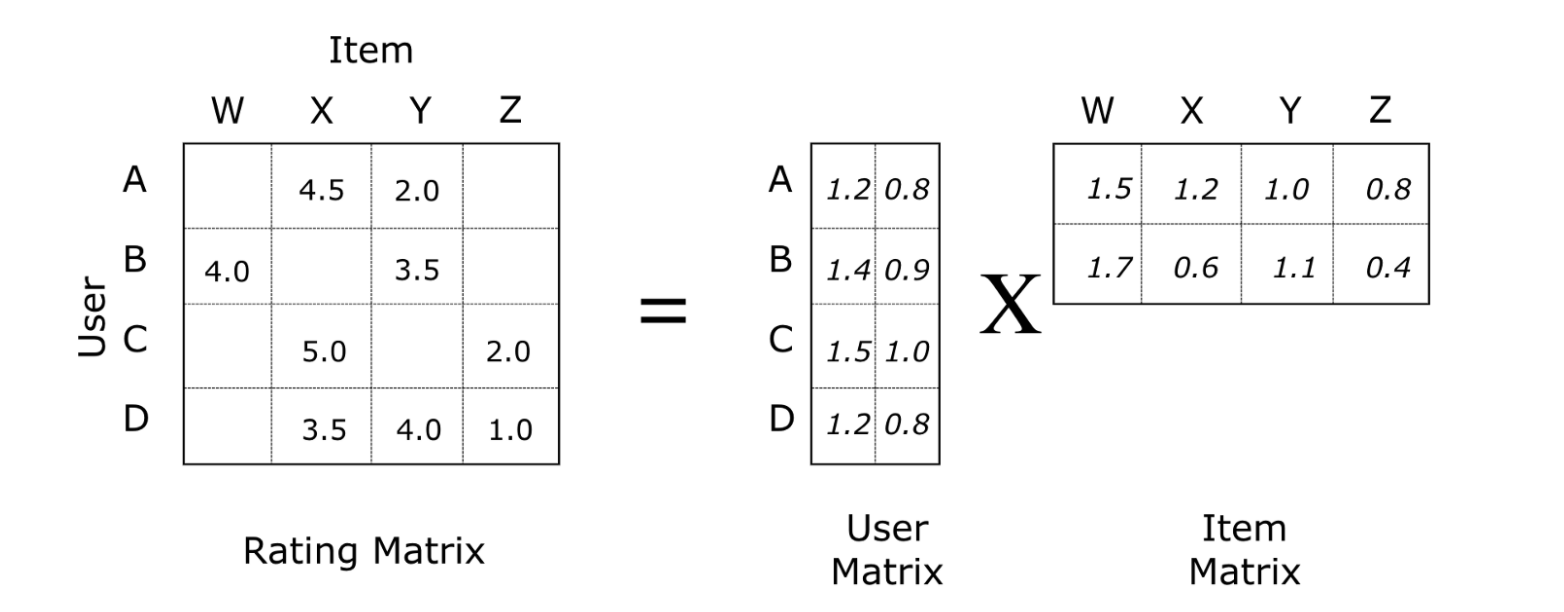 Item
W X Y Z W X Y Z
A 4.5 2.0 A 1.2 0.8 1.5 1.2 1.0 0.8
B 4.0 3.5 B 1.4 0.9 1.7 0.6 1.1 0.4
User
= X
C 5.0 2.0 C 1.5 1.0
D 3.5 4.0 1.0 D 1.2 0.8
Rating Matrix
User
Matrix
Item
Matrix